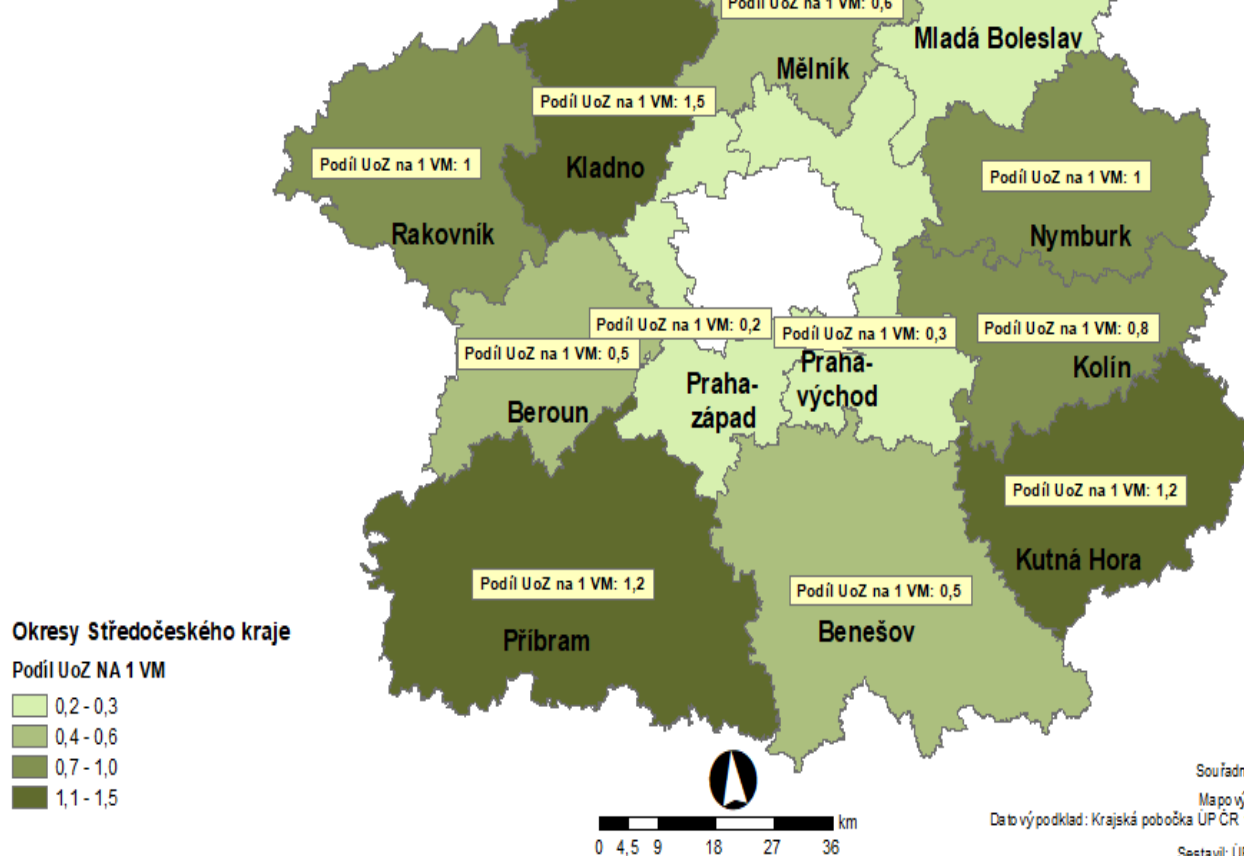 Podíl UoZ na 1 VM: 0,6
Mladá Boleslav
Mělník
Podíl UoZ na 1 VM: 1,5
Kladno
Podíl UoZ na 1 VM: 1
Rakovník
Podíl UoZ na 1 VM: 1
Nymburk
Podíl UoZ na 1 VM: 0,2
Podíl UoZ na 1 VM: 0,3
Podíl UoZ na 1 VM: 0,8
Podíl UoZ na 1 VM: 0,5
Kolín
Praha-
západ
Praha-
východ
Beroun
Podíl UoZ na 1 VM: 1,2
Kutná Hora
Podíl UoZ na 1 VM: 1,2
Příbram
Podíl UoZ na 1 VM: 0,5
Benešov
Okresy Středočeského kraje
Podíl UoZ NA 1 VM
0,2 - 0,3
0,4 - 0,6
0,7 - 1,0
1,1 - 1,5
km
0 4,5 9 18 27 36
Souřadn
Mapový
Datový podklad: Krajská pobočka ÚP ČR
Sestavil: ÚP